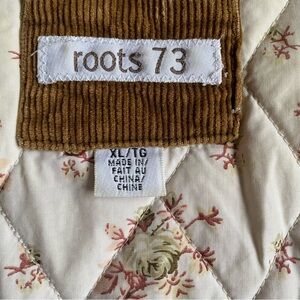 roots 73
XL/TG
MADE IN/
FAIT AU
CHINA/
CHINE